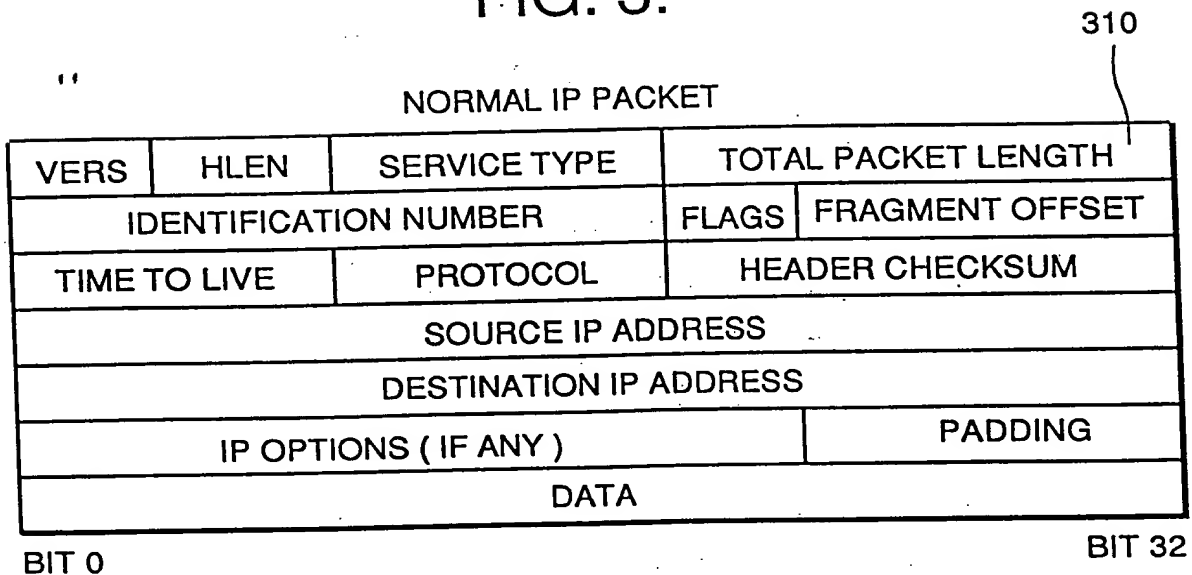 FIG. 3.
310
NORMAL IP PACKET
VERS HLEN SERVICE TYPE TOTAL PACKET LENGTH
IDENTIFICATION NUMBER FLAGS FRAGMENT OFFSET
TIME TO LIVE PROTOCOL HEADER CHECKSUM
SOURCE IP ADDRESS
DESTINATION IP ADDRESS
IP OPTIONS ( IF ANY ) PADDING
DATA
BIT 0 BIT 32